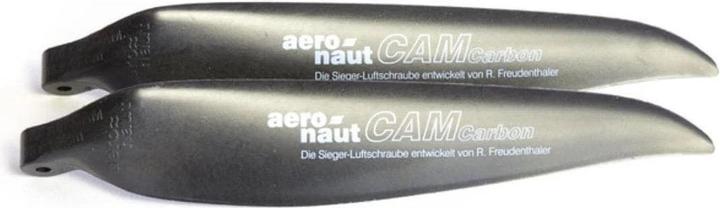 aero-
naut CAM Carbon
Die Sieger-Luftschraube entwickelt von R. Freudenthaler
aero-
naut CAM Carbon
Die Sieger-Luftschraube entwickelt von R. Freudenthaler